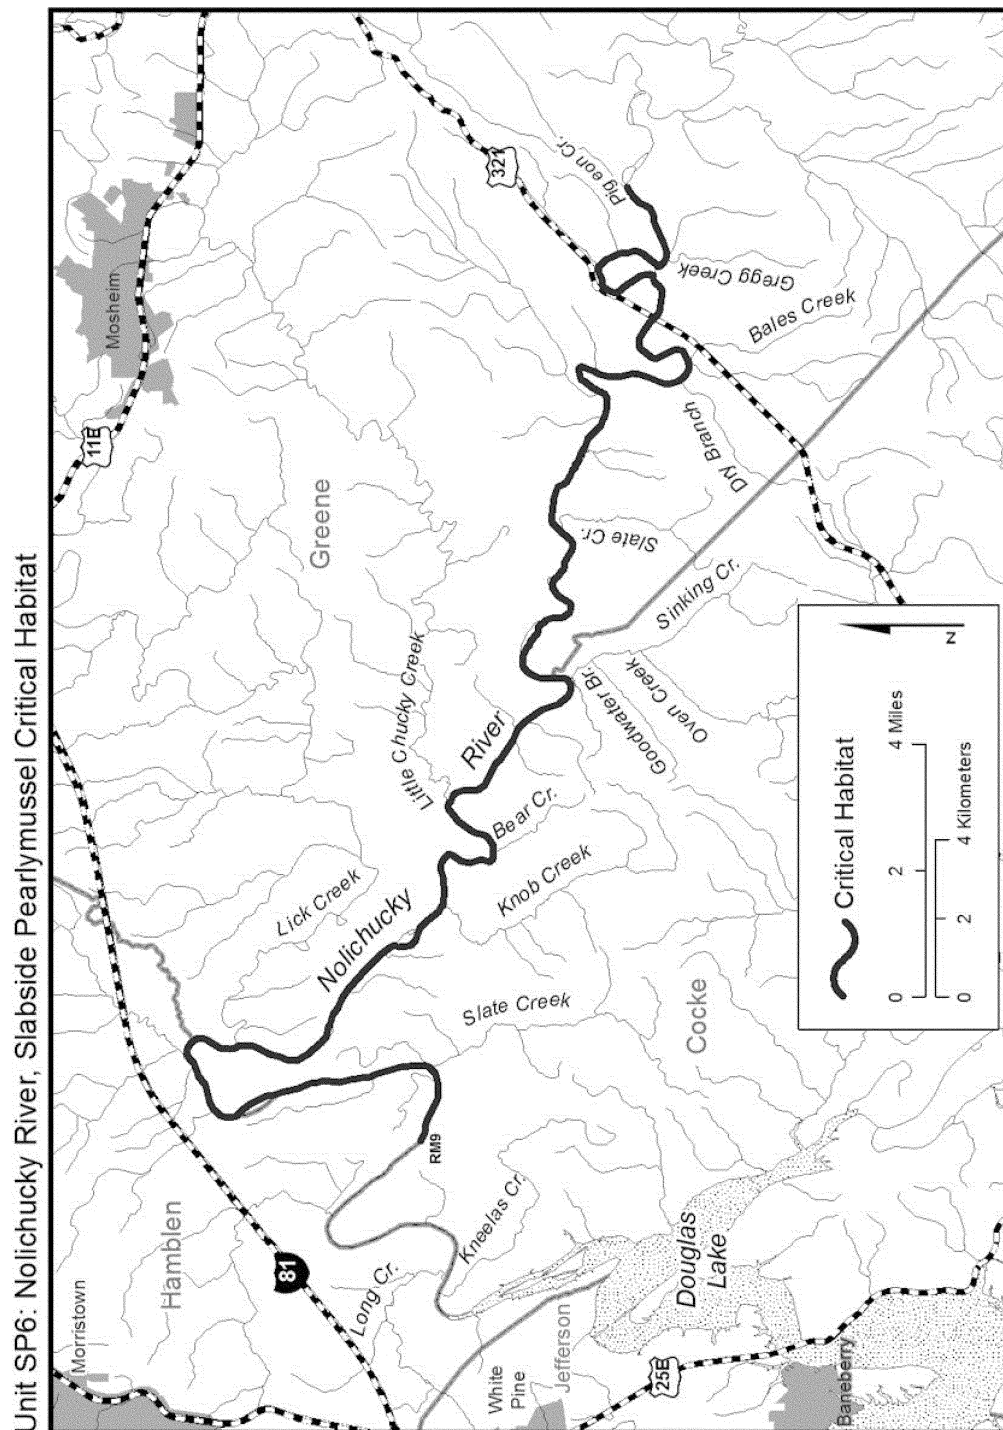 Unit SP6: Nolichucky River, Slabside Pearlymussel Critical Habitat
Morristown
Hamblen
81
Long Cr.
White
Pine
Jefferson
25E
Baneberry
Kneelas Cr.
Douglas
Lake
RM9
Slate Creek
Cocke
Lick Creek
Nolichucky
River
Knob Creek
Bear Cr.
Little Chucky Creek
Greene
11E
Mosheim
Goodwater Br.
Oven Creek
Sinking Cr.
Slate Cr.
Dry Branch
Bales Creek
Gregg Creek
Pigeon Cr.
321
Critical Habitat
0 2 4 Miles
0 2 4 Kilometers
N